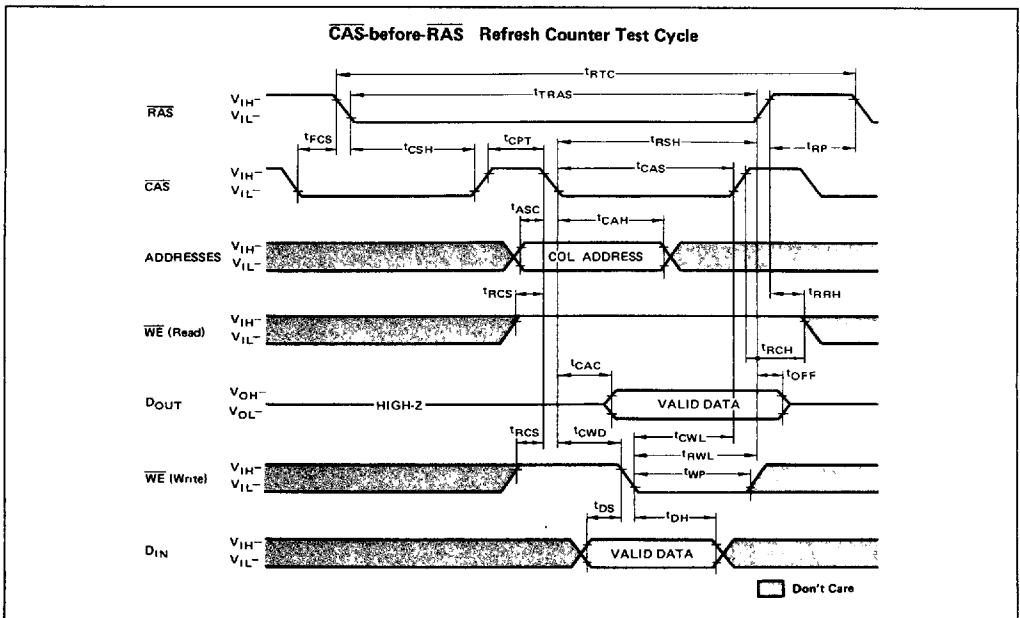 CAS-before-RAS Refresh Counter Test Cycle
tRTC
tTRAS
RAS
VIH–
VIL–
tFCS
tCSH
tCPT
tRSH
tRP
CAS
VIH–
VIL–
tCAS
tASC
tCAH
ADDRESSES
VIH–
VIL–
COL ADDRESS
tRCS
tRRH
WE (Read)
VIH–
VIL–
tRCH
tCAC
tOFF
DOUT
VOH–
VOL–
HIGH-Z
VALID DATA
tRCS
tCWD
tCWL
tRWL
WE (Write)
VIH–
VIL–
tWP
tDS
tDH
DIN
VIH–
VIL–
VALID DATA
Don't Care